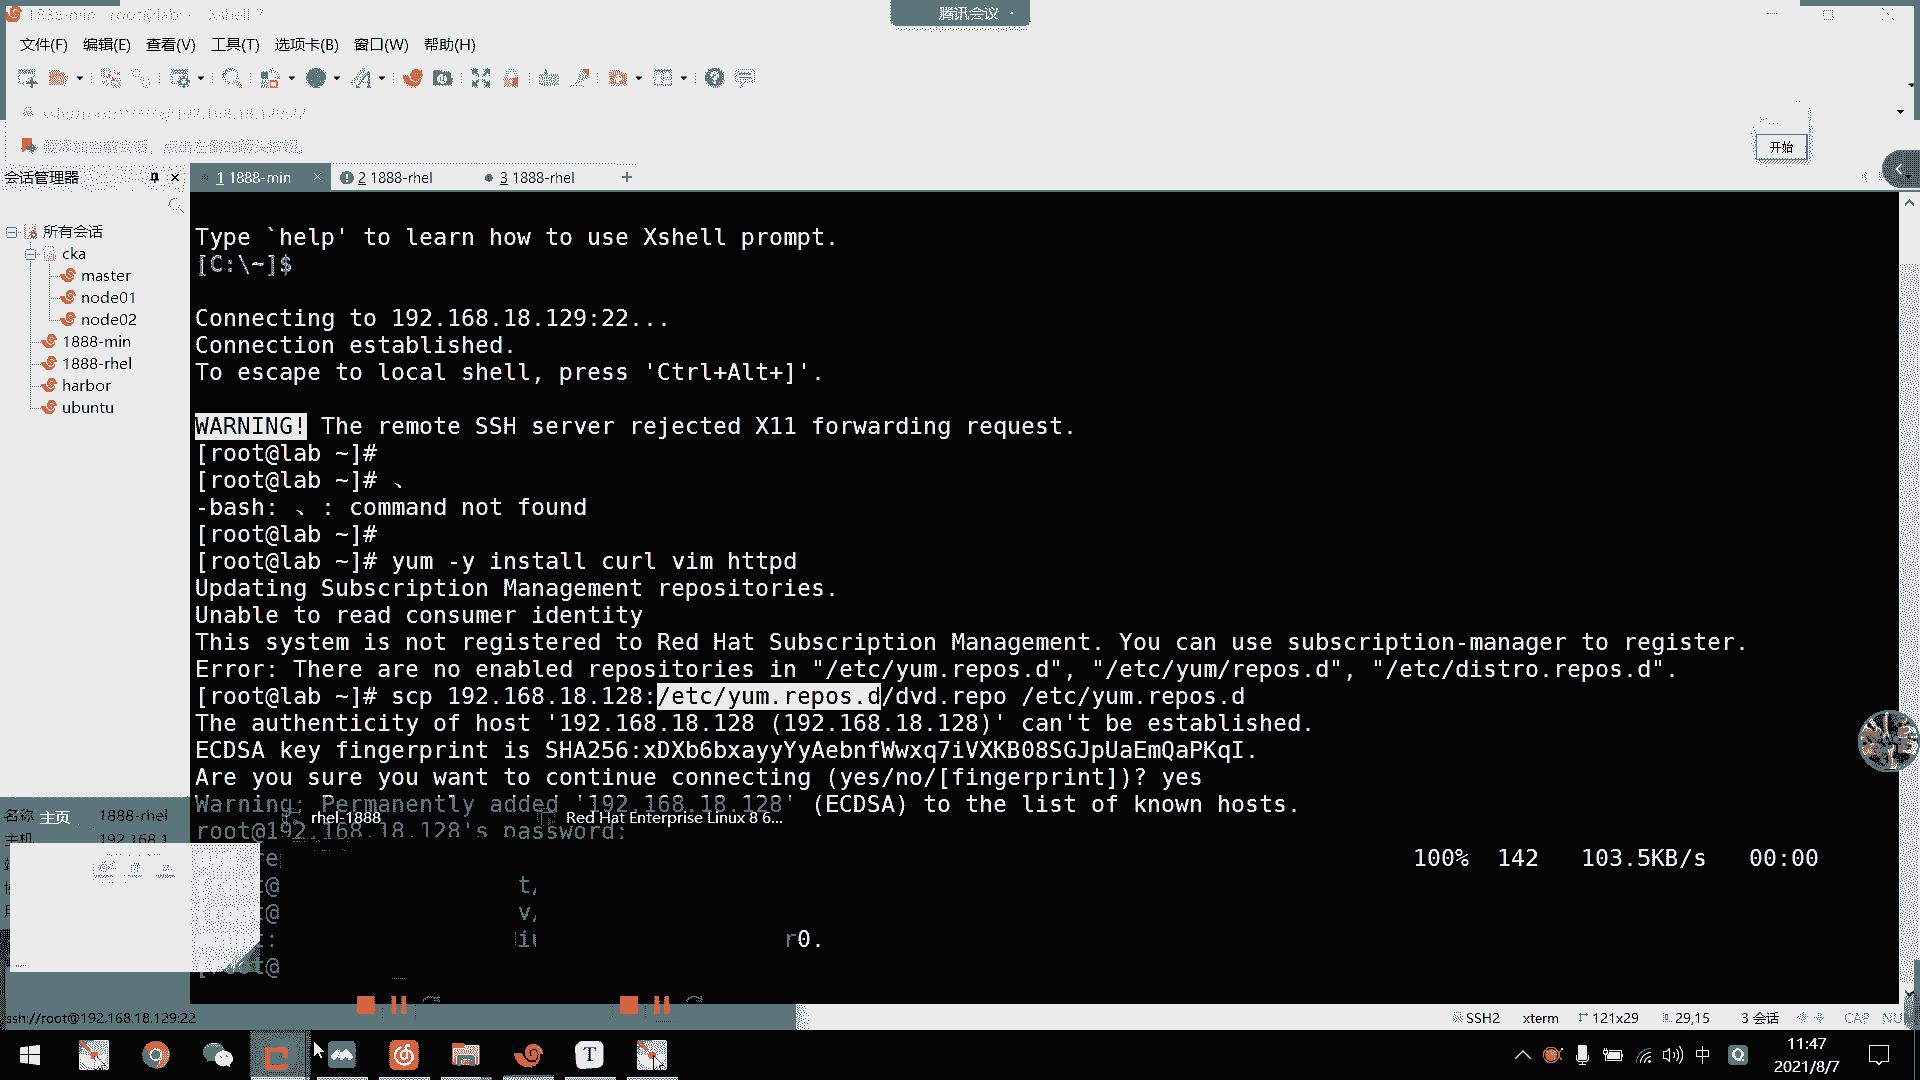 腾讯会议
文件(F) 编辑(E) 查看(V) 工具(T) 选项卡(B) 窗口(W) 帮助(H)
开始
会话管理器
1 1888-min
2 1888-rhel
3 1888-rhel
所有会话
cka
master
node01
node02
1888-min
1888-rhel
harbor
ubuntu
Type `help' to learn how to use Xshell prompt.
[C:\~]$
Connecting to 192.168.18.129:22...
Connection established.
To escape to local shell, press 'Ctrl+Alt+]'.
WARNING! The remote SSH server rejected X11 forwarding request.
[root@lab ~]#
[root@lab ~]# 、
-bash: 、: command not found
[root@lab ~]#
[root@lab ~]# yum -y install curl vim httpd
Updating Subscription Management repositories.
Unable to read consumer identity
This system is not registered to Red Hat Subscription Management. You can use subscription-manager to register.
Error: There are no enabled repositories in "/etc/yum.repos.d", "/etc/yum/repos.d", "/etc/distro.repos.d".
[root@lab ~]# scp 192.168.18.128:/etc/yum.repos.d/dvd.repo /etc/yum.repos.d
The authenticity of host '192.168.18.128 (192.168.18.128)' can't be established.
ECDSA key fingerprint is SHA256:xDXb6bxayyYyAebnfWwxq7iVXKB08SGJpUaEmQaPKqI.
Are you sure you want to continue connecting (yes/no/[fingerprint])? yes
Warning: Permanently added '192.168.18.128' (ECDSA) to the list of known hosts.
root@192.168.18.128's password:
100% 142 103.5KB/s 00:00
r0.
名称 主页 1888-rhel
主机 192.168.1
rhel-1888
Red Hat Enterprise Linux 8 6...
ssh://root@192.168.18.129:22
SSH2 xterm 121x29 29,15 3 会话 CAP
中
11:47
2021/8/7